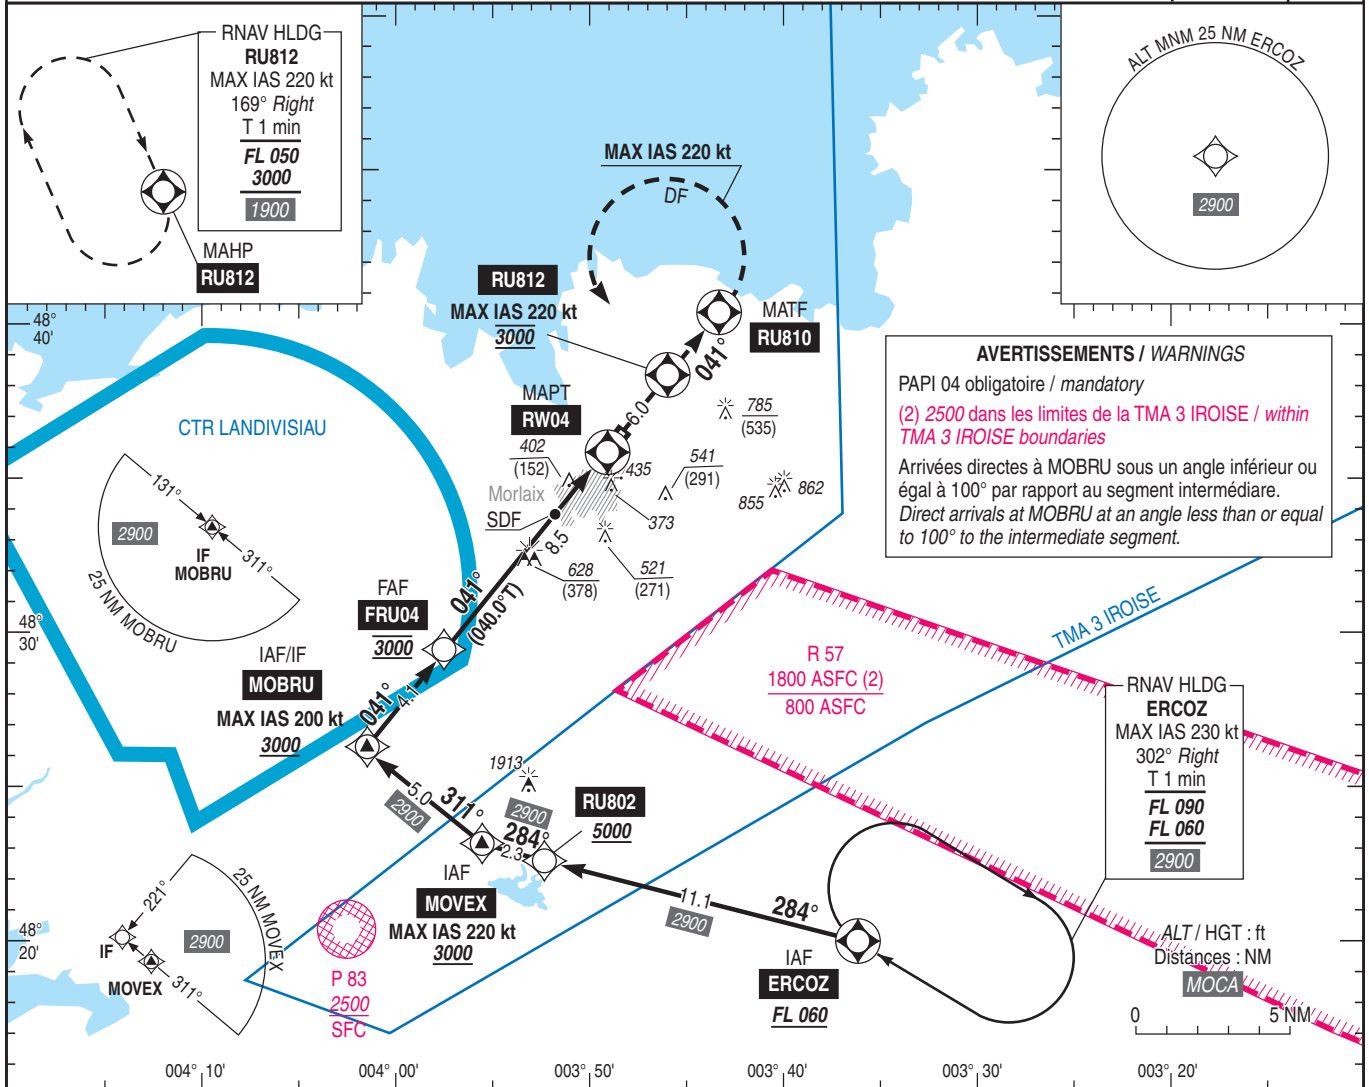 RNAV HLDG
RU812
MAX IAS 220 kt
169° Right
T 1 min
FL 050
3000
1900
MAHP
RU812
ALT MNM 25 NM ERCOZ
2900
MAX IAS 220 kt
DF
RU812
MAX IAS 220 kt
3000
MATF
RU810
041°
6.0
MAPT
RW04
785
(535)
402
(152)
435
541
(291)
855
862
373
Morlaix
SDF
8.5
628
(378)
521
(271)
AVERTISSEMENTS / WARNINGS
PAPI 04 obligatoire / mandatory
(2) 2500 dans les limites de la TMA 3 IROISE / within
TMA 3 IROISE boundaries
Arrivées directes à MOBRU sous un angle inférieur ou
égal à 100° par rapport au segment intermédiare.
Direct arrivals at MOBRU at an angle less than or equal
to 100° to the intermediate segment.
48°
40'
CTR LANDIVISIAU
131°
2900
IF
MOBRU
311°
25 NM MOBRU
48°
30'
041°
(040.0°T)
FAF
FRU04
3000
IAF/IF
MOBRU
MAX IAS 200 kt
3000
041°
4.1
TMA 3 IROISE
R 57
1800 ASFC (2)
800 ASFC
RNAV HLDG
ERCOZ
MAX IAS 230 kt
302° Right
T 1 min
FL 090
FL 060
2900
1913
5.0
2900
311°
2900
284°
2.3
RU802
5000
IAF
MOVEX
MAX IAS 220 kt
3000
11.1
2900
284°
IAF
ERCOZ
FL 060
221°
25 NM MOVEX
2900
IF
MOVEX
311°
48°
20'
P 83
2500
SFC
ALT / HGT : ft
Distances : NM
MOCA
0
5 NM
004° 10'
004° 00'
003° 50'
003° 40'
003° 30'
003° 20'